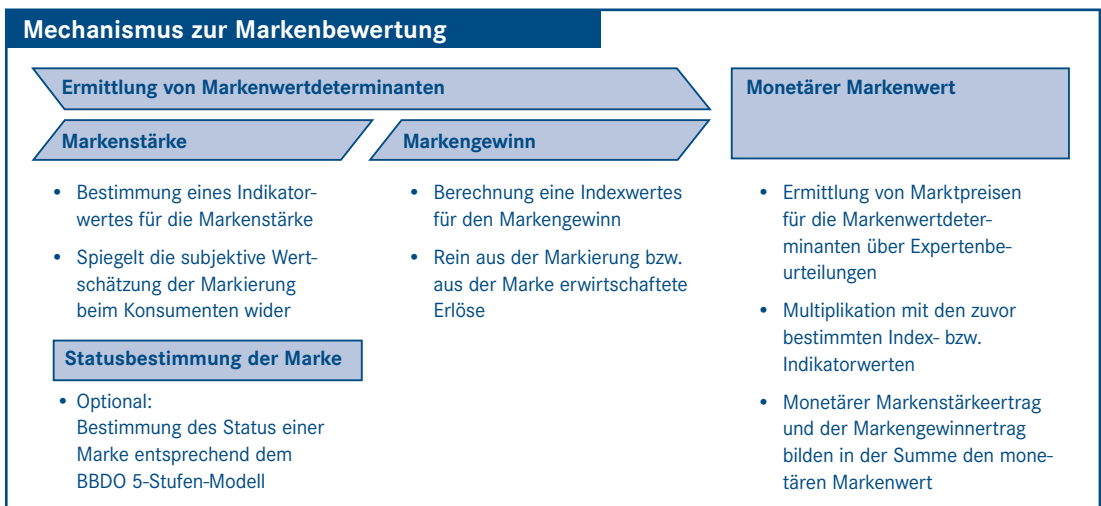 Mechanismus zur Markenbewertung
Ermittlung von Markenwertdeterminanten
Markenstärke
• Bestimmung eines Indikator-
wertes für die Markenstärke
• Spiegelt die subjektive Wert-
schätzung der Markierung
beim Konsumenten wider
Statusbestimmung der Marke
• Optional:
Bestimmung des Status einer
Marke entsprechend dem
BBDO 5-Stufen-Modell
Markengewinn
• Berechnung eine Indexwertes
für den Markengewinn
• Rein aus der Markierung bzw.
aus der Marke erwirtschaftete
Erlöse
Monetärer Markenwert
• Ermittlung von Marktpreisen
für die Markenwertdeter-
minanten über Expertenbe-
urteilungen
• Multiplikation mit den zuvor
bestimmten Index- bzw.
Indikatorwerten
• Monetärer Markenstärkeertrag
und der Markengewinnertrag
bilden in der Summe den mone-
tären Markenwert